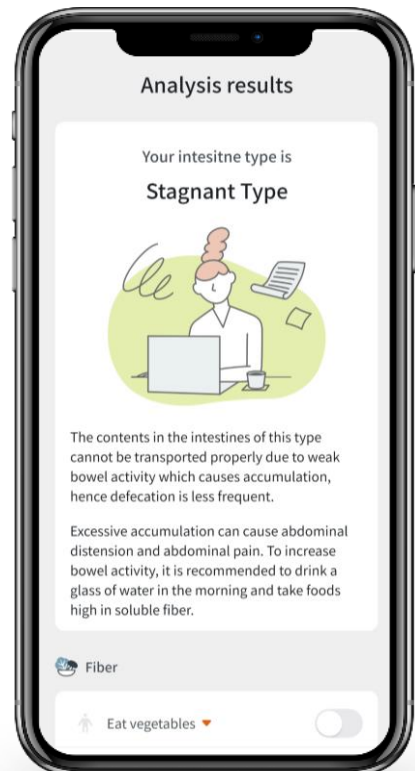 Analysis results
Your intesitne type is
Stagnant Type
The contents in the intestines of this type
cannot be transported properly due to weak
bowel activity which causes accumulation,
hence defecation is less frequent.
Excessive accumulation can cause abdominal
distension and abdominal pain. To increase
bowel activity, it is recommended to drink a
glass of water in the morning and take foods
high in soluble fiber.
Fiber
Eat vegetables